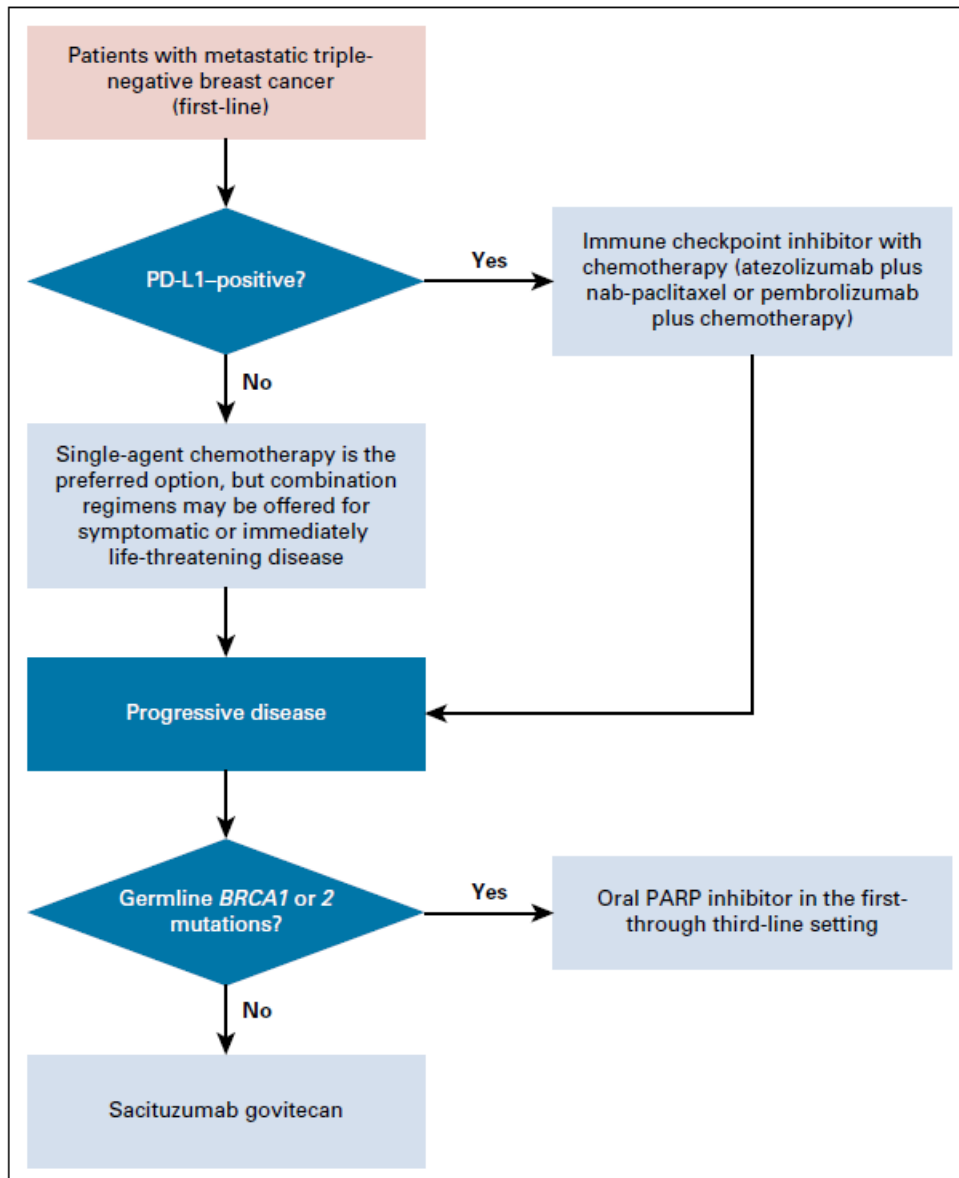 Patients with metastatic triple-
negative breast cancer
(first-line)
PD-L1–positive?
Yes
Immune checkpoint inhibitor with
chemotherapy (atezolizumab plus
nab-paclitaxel or pembrolizumab
plus chemotherapy)
No
Single-agent chemotherapy is the
preferred option, but combination
regimens may be offered for
symptomatic or immediately
life-threatening disease
Progressive disease
Germline BRCA1 or 2
mutations?
Yes
Oral PARP inhibitor in the first-
through third-line setting
No
Sacituzumab govitecan